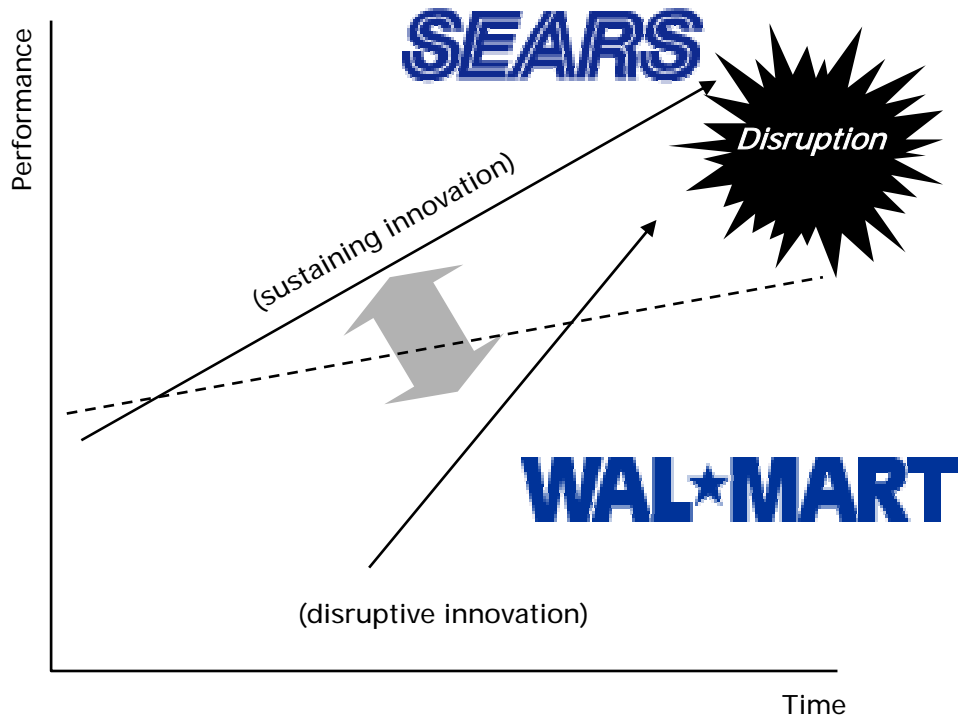 SEARS
Performance
Disruption
(sustaining innovation)
WAL★MART
(disruptive innovation)
Time